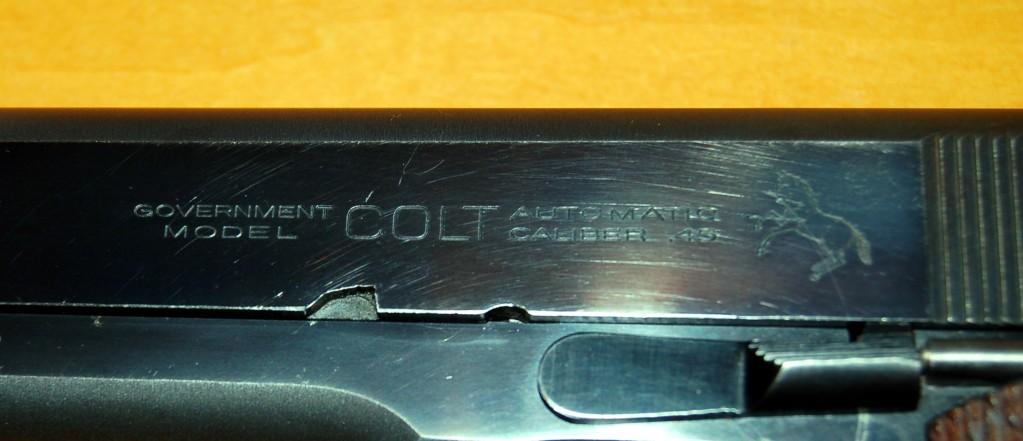 GOVERNMENT
MODEL
COLT
AUTOMATIC
CALIBER .45